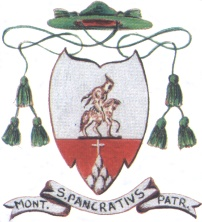 MONT. S. PANCRATIVS PATR.